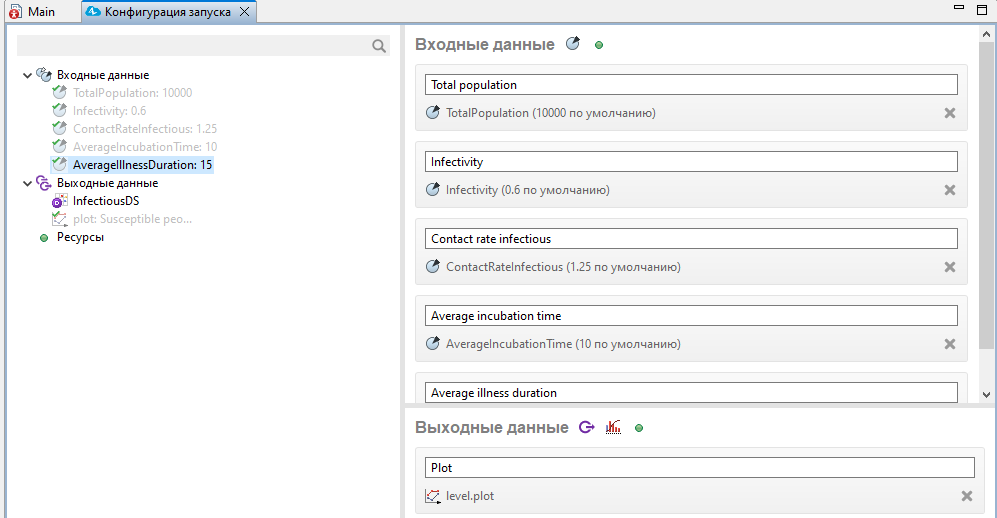 Main
Конфигурация запуска
Входные данные
TotalPopulation: 10000
Infectivity: 0.6
ContactRateInfectious: 1.25
AverageIncubationTime: 10
AverageIllnessDuration: 15
Выходные данные
InfectiousDS
plot: Susceptible peo...
Ресурсы
Входные данные
Total population
TotalPopulation (10000 по умолчанию)
Infectivity
Infectivity (0.6 по умолчанию)
Contact rate infectious
ContactRateInfectious (1.25 по умолчанию)
Average incubation time
AverageIncubationTime (10 по умолчанию)
Average illness duration
Выходные данные
Plot
level.plot